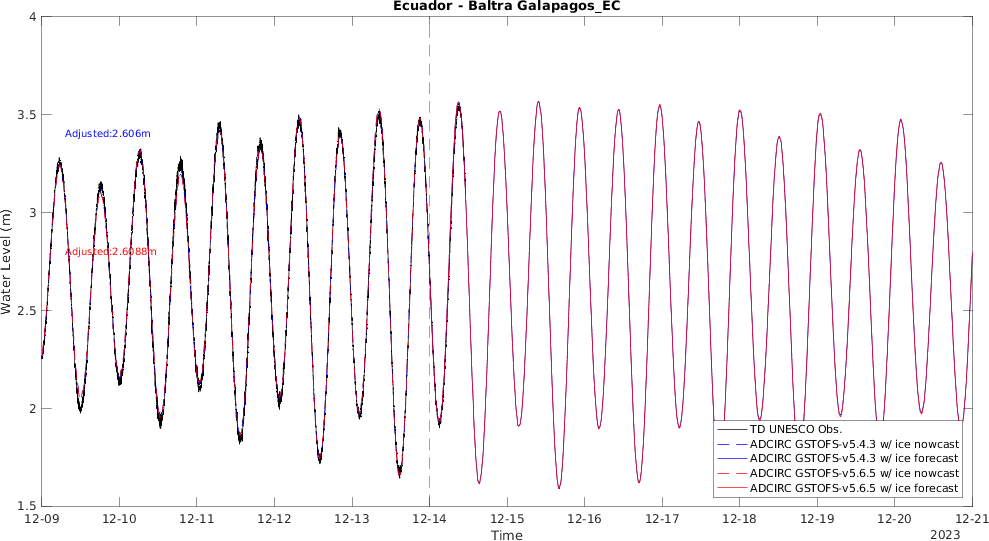 Ecuador - Baltra Galapagos_EC
4
3.5
3
2.5
2
1.5
Water Level (m)
Adjusted:2.606m
Adjusted:2.6088m
TD UNESCO Obs.
ADCIRC GSTOFS-v5.4.3 w/ ice nowcast
ADCIRC GSTOFS-v5.4.3 w/ ice forecast
ADCIRC GSTOFS-v5.6.5 w/ ice nowcast
ADCIRC GSTOFS-v5.6.5 w/ ice forecast
12-09 12-10 12-11 12-12 12-13 12-14 12-15 12-16 12-17 12-18 12-19 12-20 12-21
Time
2023